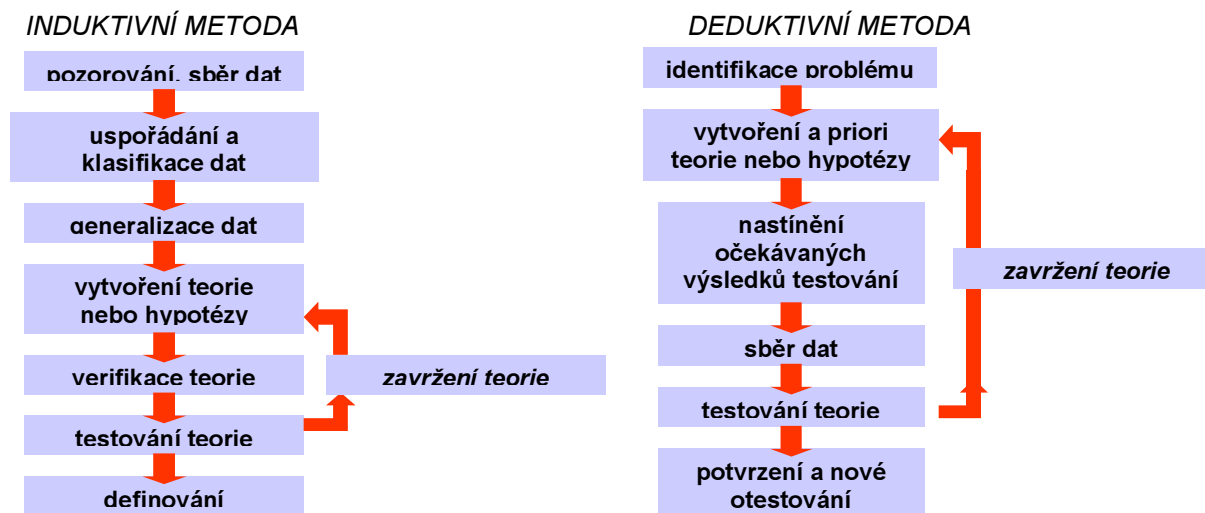 INDUKTIVNÍ METODA
pozorování, sběr dat
uspořádání a
klasifikace dat
generalizace dat
vytvoření teorie
nebo hypotézy
verifikace teorie
závržení teorie
testování teorie
definování
DEDUKTIVNÍ METODA
identifikace problému
vytvoření a priori
teorie nebo hypotézy
nastínění
očekávaných
výsledků testování
zavržení teorie
sběr dat
testování teorie
potvrzení a nové
otestování